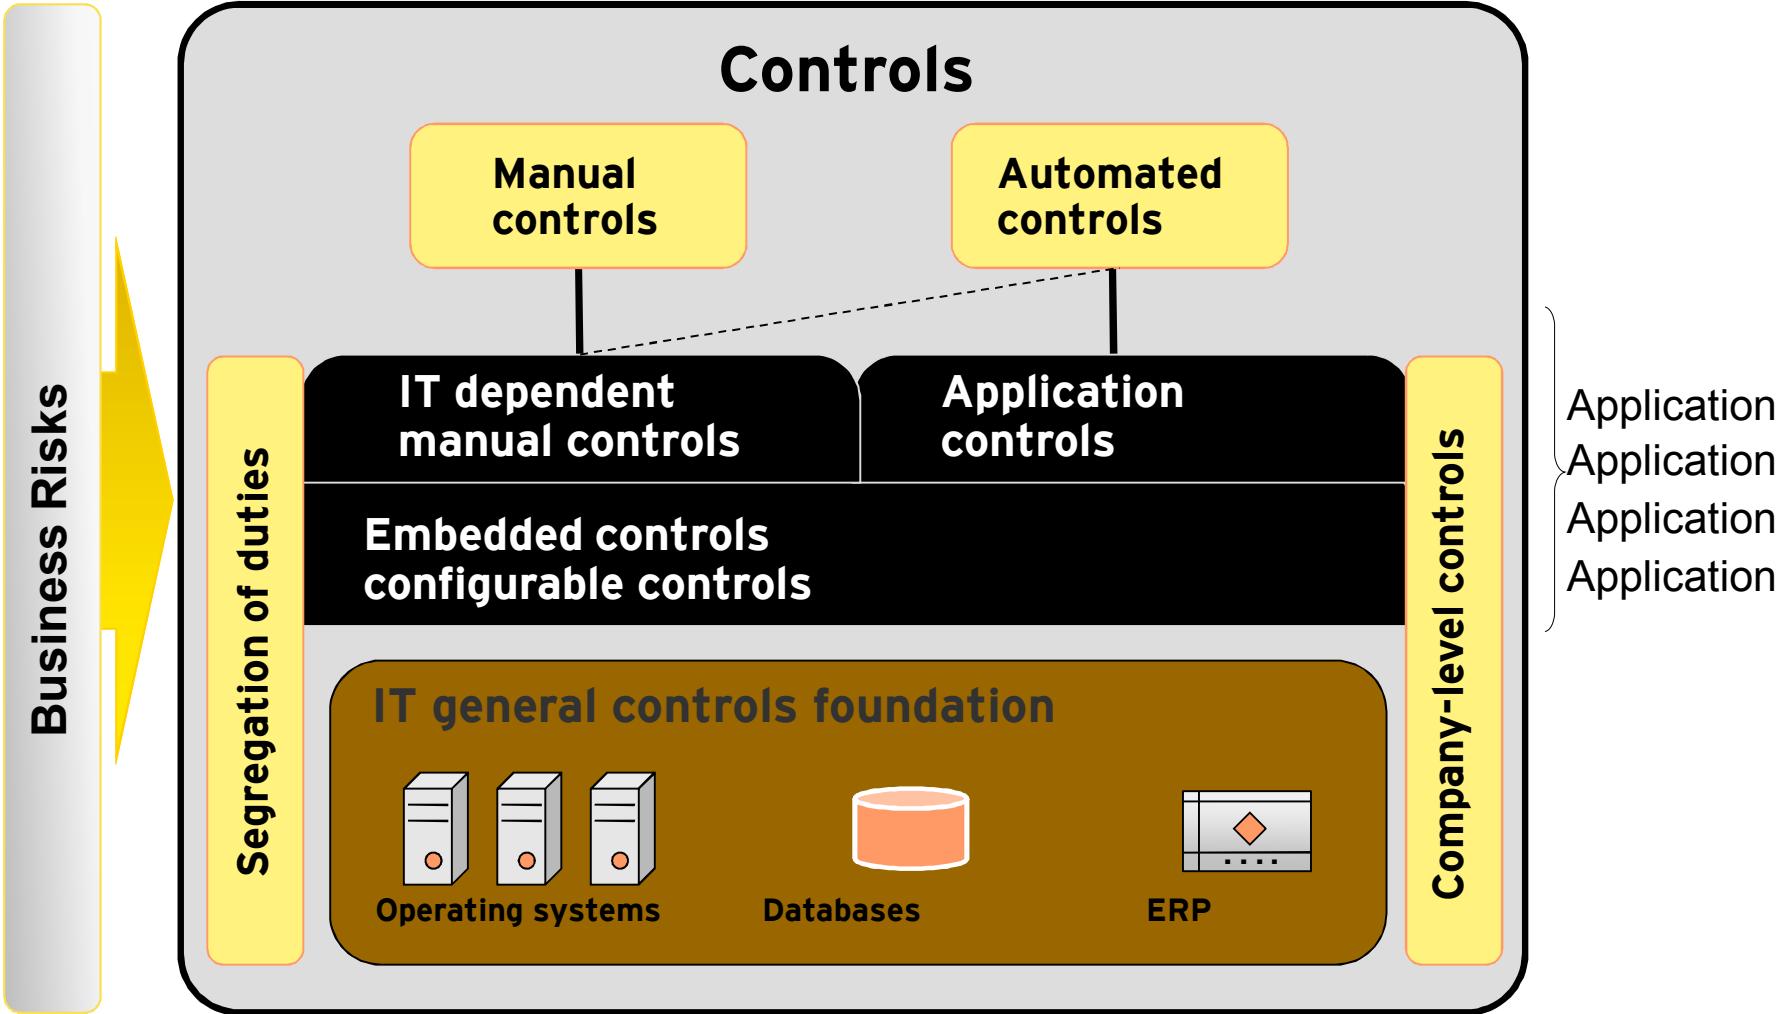 Controls
Manual
controls
Automated
controls
Business Risks
Segregation of duties
IT dependent
manual controls
Application
controls
Embedded controls
configurable controls
IT general controls foundation
Operating systems
Databases
ERP
Company-level controls
Application
Application
Application
Application